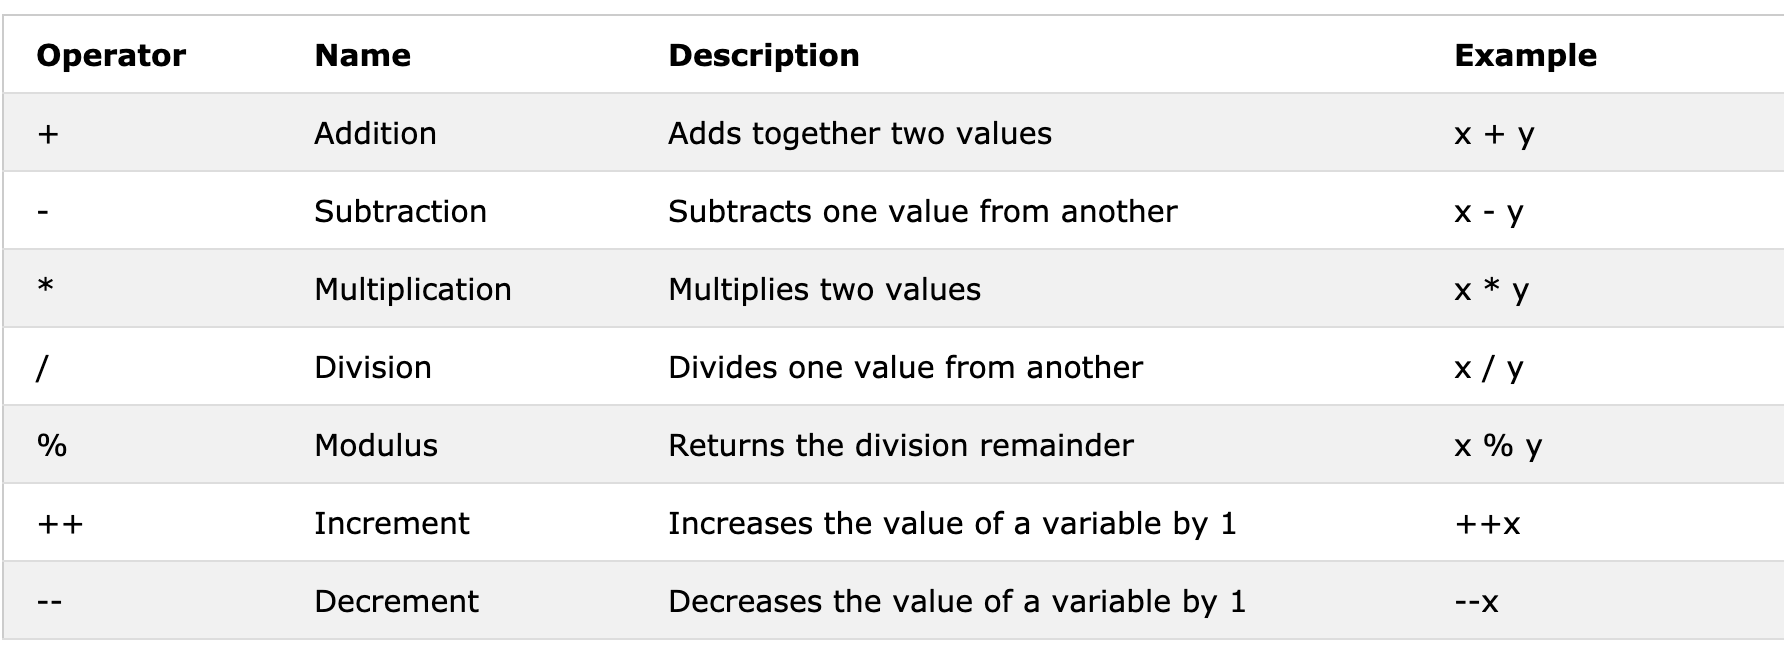 Operator Name Description Example
+ Addition Adds together two values x + y
- Subtraction Subtracts one value from another x - y
* Multiplication Multiplies two values x * y
/ Division Divides one value from another x / y
% Modulus Returns the division remainder x % y
++ Increment Increases the value of a variable by 1 ++x
-- Decrement Decreases the value of a variable by 1 --x